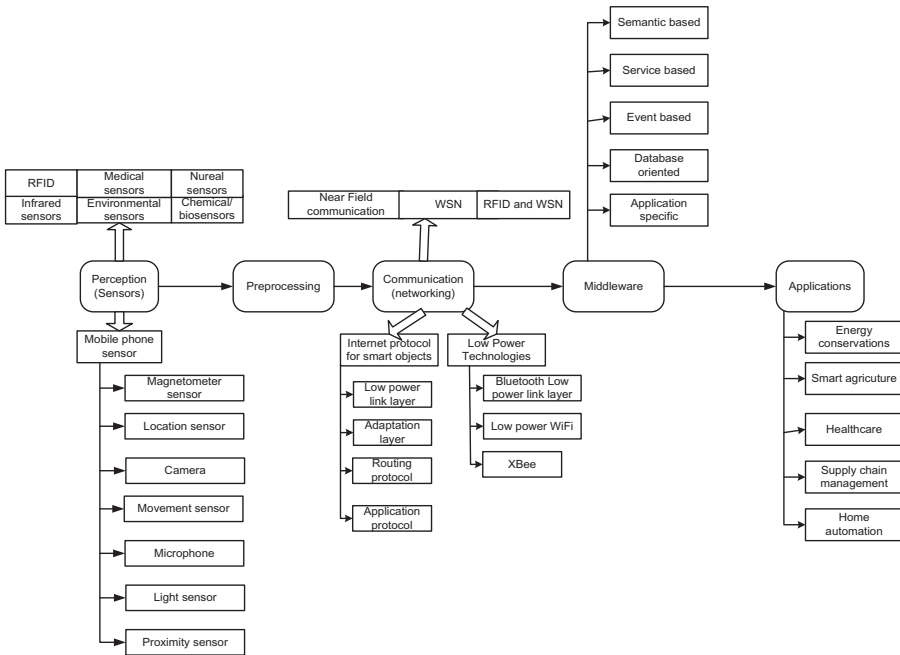 Semantic based
Service based
Event based
Database
oriented
Application
specific
RFID
Medical
sensors
Nureal
sensors
Infrared
sensors
Environmental
sensors
Chemical/
biosensors
Near Field
communication
WSN
RFID and WSN
Perception
(Sensors)
Preprocessing
Communication
(networking)
Middleware
Applications
Mobile phone
sensor
Magnetometer
sensor
Location sensor
Camera
Movement sensor
Microphone
Light sensor
Proximity sensor
Internet protocol
for smart objects
Low power
link layer
Adaptation
layer
Routing
protocol
Application
protocol
Low Power
Technologies
Bluetooth Low
power link layer
Low power WiFi
XBee
Energy
conservations
Smart agricuture
Healthcare
Supply chain
management
Home
automation